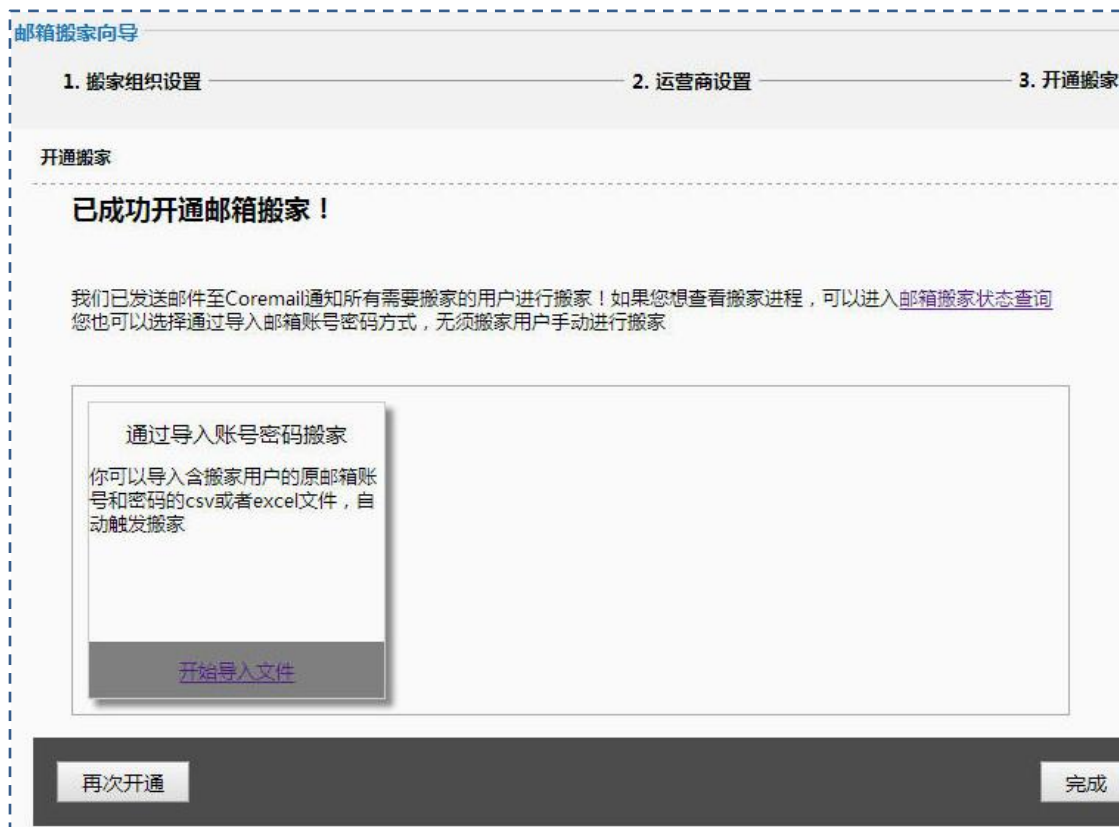 邮箱搬家向导
1. 搬家组织设置 2. 运营商设置 3. 开通搬家
开通搬家
已成功开通邮箱搬家！
我们已发送邮件至Coremail通知所有需要搬家的用户进行搬家！如果您想查看搬家进程，可以进入邮箱搬家状态查询
您也可以选择通过导入邮箱账号密码方式，无须搬家用户手动进行搬家
通过导入账号密码搬家
你可以导入含搬家用户的原邮箱账
号和密码的csv或者excel文件，自
动触发搬家
开始导入文件
再次开通 完成